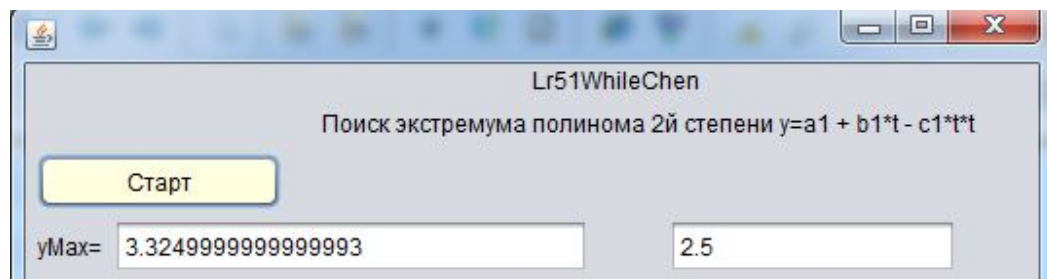 Lr51WhileChen
Поиск экстремума полинома 2й степени y=a1 + b1*t - c1*t*t
Старт
yMax= 3.3249999999999993 2.5